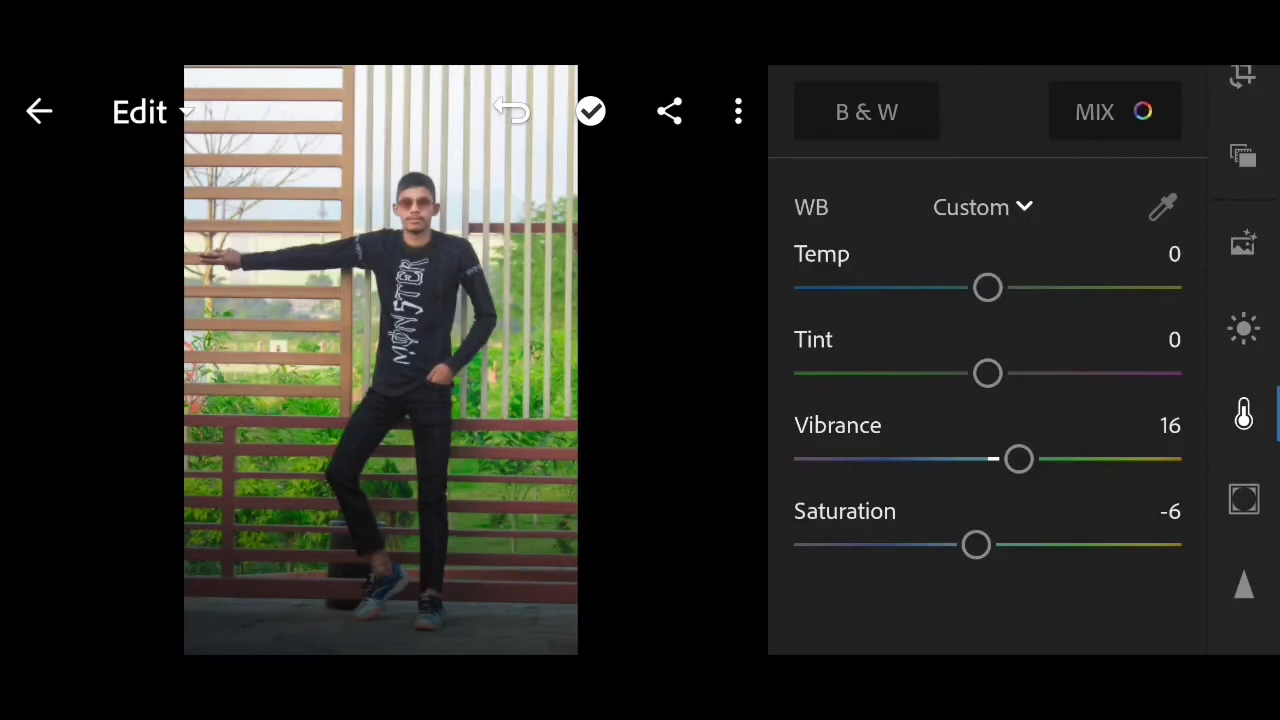 Edit
B & W
MIX
WB
Custom
Temp
0
Tint
0
Vibrance
16
Saturation
-6
MONSTER